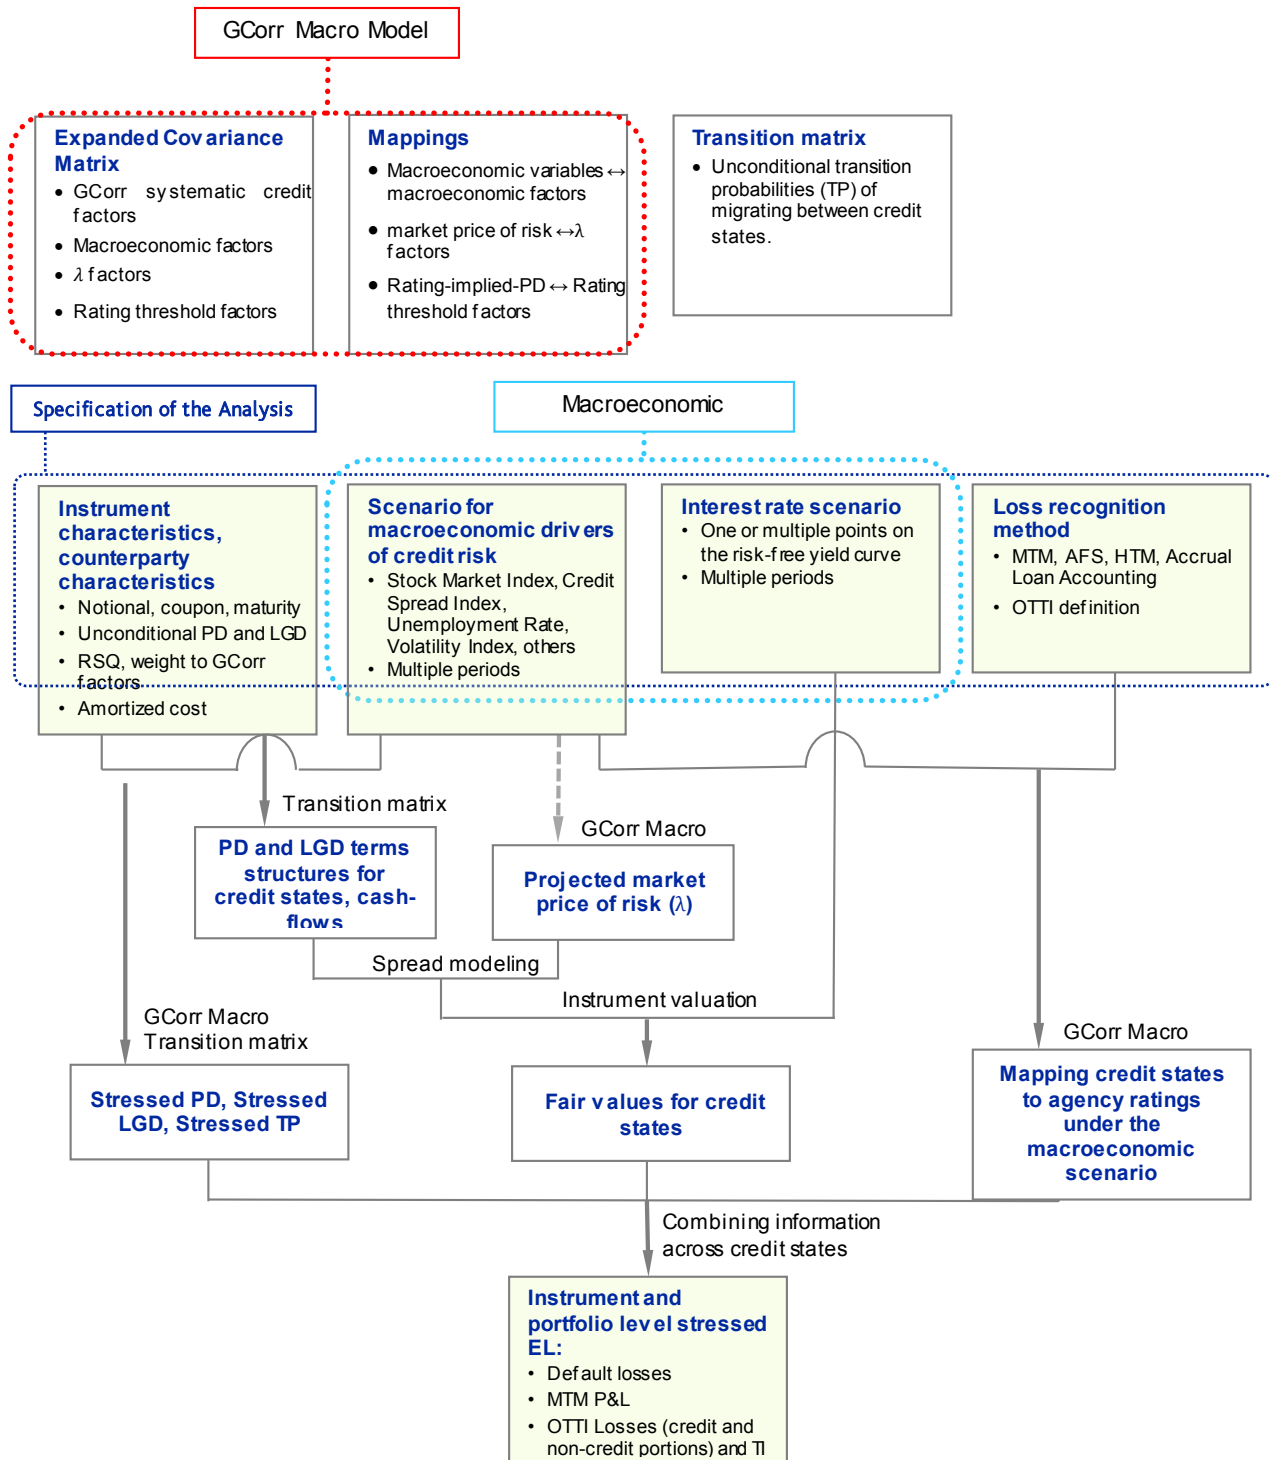 GCorr Macro Model
Expanded Covariance
Matrix
• GCorr systematic credit
factors
• Macroeconomic factors
• λ factors
• Rating threshold factors
Mappings
• Macroeconomic variables ↔
macroeconomic factors
• market price of risk ↔ λ
factors
• Rating-implied-PD ↔ Rating
threshold factors
Transition matrix
• Unconditional transition
probabilities (TP) of
migrating between credit
states.
Specification of the Analysis
Macroeconomic
Instrument
characteristics,
counterparty
characteristics
• Notional, coupon, maturity
• Unconditional PD and LGD
• RSQ, weight to GCorr
factors
• Amortized cost
Scenario for
macroeconomic drivers
of credit risk
• Stock Market Index, Credit
Spread Index,
Unemployment Rate,
Volatility Index, others
• Multiple periods
Interest rate scenario
• One or multiple points on
the risk-free yield curve
• Multiple periods
Loss recognition
method
• MTM, AFS, HTM, Accrual
Loan Accounting
• OTTI definition
Transition matrix
GCorr Macro
PD and LGD terms
structures for
credit states, cash-
flows
Projected market
price of risk (λ)
Spread modeling
Instrument valuation
GCorr Macro
Transition matrix
GCorr Macro
Stressed PD, Stressed
LGD, Stressed TP
Fair values for credit
states
Mapping credit states
to agency ratings
under the
macroeconomic
scenario
Combining information
across credit states
Instrument and
portfolio level stressed
EL:
• Default losses
• MTM P&L
• OTTI Losses (credit and
non-credit portions) and TI